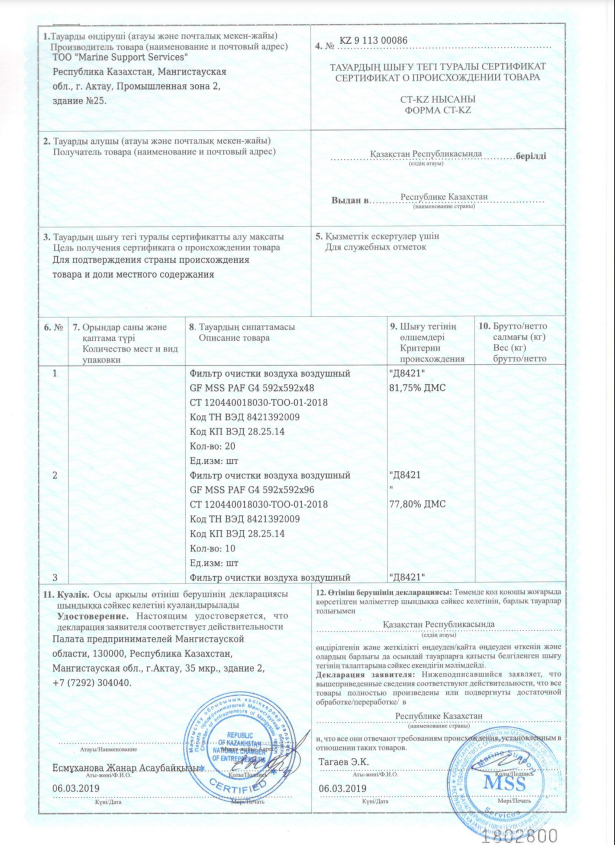 1.Тауарды өндіруші (атауы және почталық мекен-жайы)
Производитель товара (наименование и почтовый адрес)
ТОО "Marine Support Services"
Республика Казахстан, Мангистауская
обл., г. Актау, Промышленная зона 2,
здание №25.
4. № KZ 9 113 00086
ТАУАРДЫҢ ШЫҒУ ТЕГІ ТУРАЛЫ СЕРТИФИКАТ
СЕРТИФИКАТ О ПРОИСХОЖДЕНИИ ТОВАРА
СТ-KZ НЫСАНЫ
ФОРМА СТ-KZ
2. Тауарды алушы (атауы және почталық мекен-жайы)
Получатель товара (наименование и почтовый адрес)
Қазақстан Республикасында берілді
(елдің атауы)
Выдан в Республике Казахстан
(наименование страны)
3. Тауардың шығу тегі туралы сертификатты алу мақсаты
Цель получения сертификата о происхождении товара
Для подтверждения страны происхождения
товара и доли местного содержания
5. Қызметтік ескертулер үшін
Для служебных отметок
6. №
7. Орындар саны және
қаптама түрі
Количество мест и вид
упаковки
8. Тауардың сипаттамасы
Описание товара
9. Шығу тегінің
өлшемдері
Критерии
происхождения
10. Брутто/нетто
салмағы (кг)
Вес (кг)
брутто/нетто
1 Фильтр очистки воздуха воздушный "Д8421"
GF MSS PAF G4 592x592x48 81,75% ДМС
СТ 120440018030-ТОО-01-2018
Код ТН ВЭД 8421392009
Код КП ВЭД 28.25.14
Кол-во: 20
Ед.изм: шт
2 Фильтр очистки воздуха воздушный "Д8421
GF MSS PAF G4 592x592x96 "
СТ 120440018030-ТОО-01-2018 77,80% ДМС
Код ТН ВЭД 8421392009
Код КП ВЭД 28.25.14
Кол-во: 10
Ед.изм: шт
3 Фильтр очистки воздуха воздушный "Д8421"
11. Куәлік. Осы арқылы өтініш берушінің декларациясы
шындыққа сәйкес келетіні куәландырылады
Удостоверение. Настоящим удостоверяется, что
декларация заявителя соответствует действительности
Палата предпринимателей Мангистауской
области, 130000, Республика Казахстан,
Мангистауская обл., г.Актау, 35 мкр., здание 2,
+7 (7292) 304040.
Атауы/Наименование
Есмуханова Жанар Асаубайқызы
Аты-жөні/Ф.И.О. Қолы/Подпись
06.03.2019
Күні/Дата Мөрі/Печать
REPUBLIC
OF KAZAKHSTAN
NATIONAL CHAMBER
OF ENTREPRENEURS
CERTIFIED
12. Өтініш берушінің декларациясы: Төменде қол қоюшы жоғарыда
көрсетілген мәліметтер шындыққа сәйкес келетінін, барлық тауарлар
толығымен
Қазақстан Республикасында
(елдің атауы)
өндірілгенін және жеткілікті өңдеуден/қайта өңдеуден өткенін және
олардың барлығы да осындай тауарларға қатысты белгіленген шығу
тегінің талаптарына сәйкес екендігін мәлімдейді.
Декларация заявителя: Нижеподписавшийся заявляет, что
вышеприведенные сведения соответствуют действительности, что все
товары полностью произведены или подвергнуты достаточной
обработке/переработке/ в
Республике Казахстан
(наименование страны)
и, что все они отвечают требованиям происхождения, установленным в
отношении таких товаров.
Тагаев Э.К.
Аты-жөні/Ф.И.О. Қолы/Подпись
06.03.2019
Күні/Дата Мөрі/Печать
Marine Support
MSS
Services
1802800